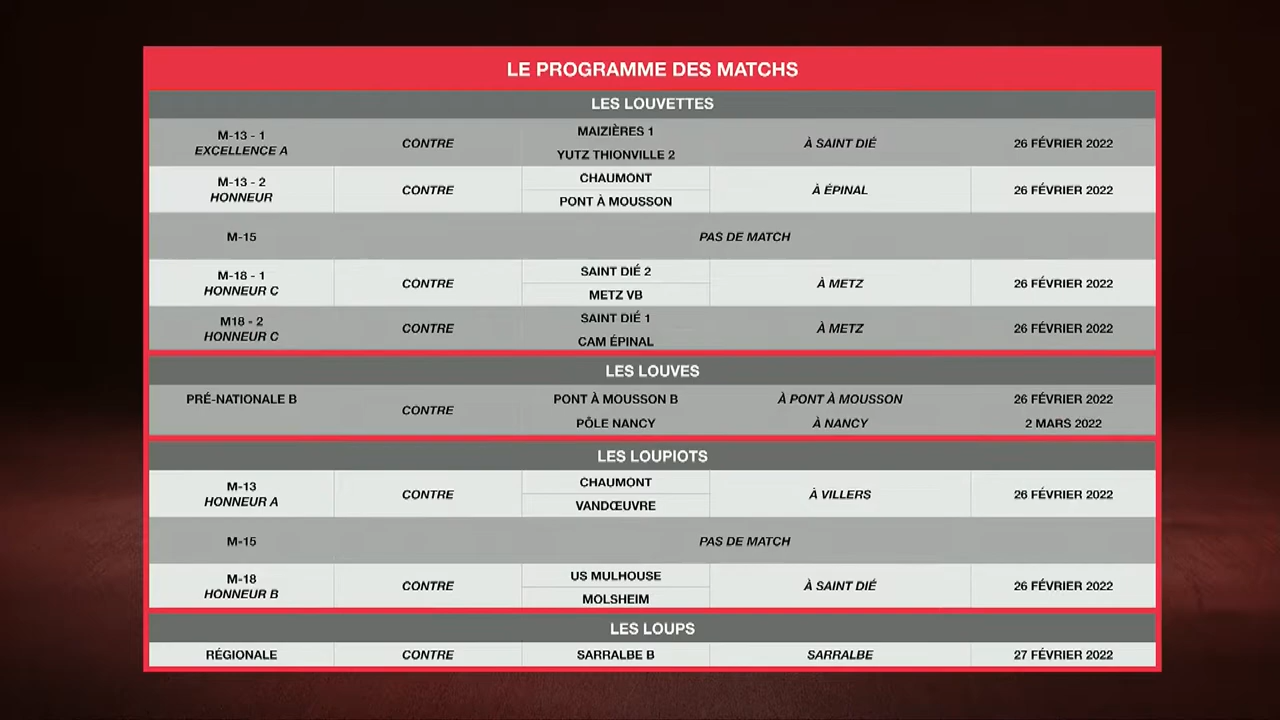 LE PROGRAMME DES MATCHS
LES LOUVETTES
M-13 - 1
EXCELLENCE A
CONTRE
MAIZIÈRES 1
YUTZ THIONVILLE 2
À SAINT DIÉ
26 FÉVRIER 2022
M-13 - 2
HONNEUR
CONTRE
CHAUMONT
PONT À MOUSSON
À ÉPINAL
26 FÉVRIER 2022
M-15
PAS DE MATCH
M-18 - 1
HONNEUR C
CONTRE
SAINT DIÉ 2
METZ VB
À METZ
26 FÉVRIER 2022
M18 - 2
HONNEUR C
CONTRE
SAINT DIÉ 1
CAM ÉPINAL
À METZ
26 FÉVRIER 2022
LES LOUVES
PRÉ-NATIONALE B
CONTRE
PONT À MOUSSON B
À PONT À MOUSSON
26 FÉVRIER 2022
PÔLE NANCY
À NANCY
2 MARS 2022
LES LOUPIOTS
M-13
HONNEUR A
CONTRE
CHAUMONT
VANDŒUVRE
À VILLERS
26 FÉVRIER 2022
M-15
PAS DE MATCH
M-18
HONNEUR B
CONTRE
US MULHOUSE
MOLSHEIM
À SAINT DIÉ
26 FÉVRIER 2022
LES LOUPS
RÉGIONALE
CONTRE
SARRALBE B
SARRALBE
27 FÉVRIER 2022